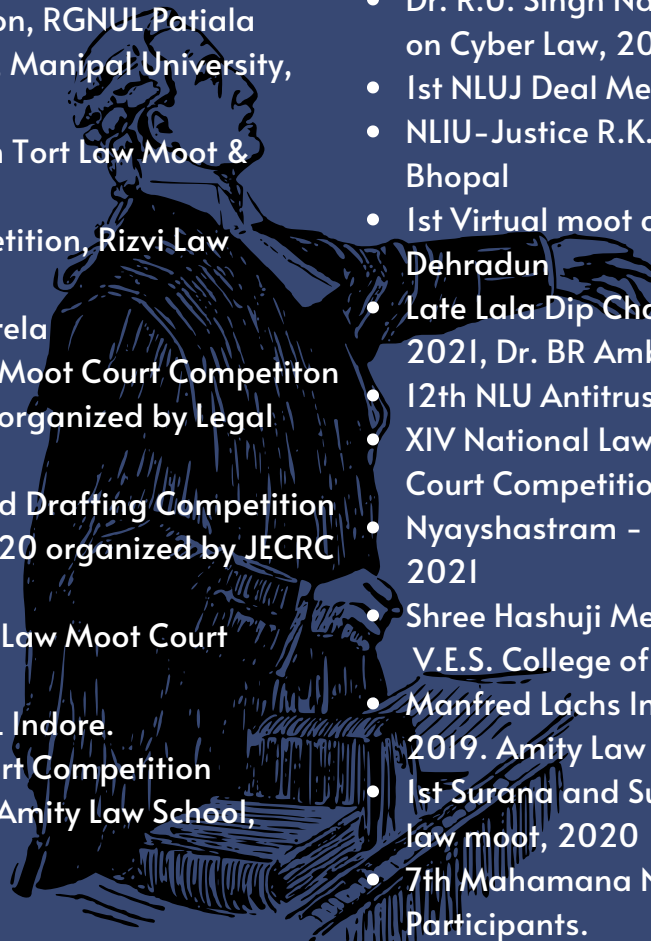 on, RGNUL Patiala
Manipal University,
Tort Law Moot &
etition, Rizvi Law
rela
Moot Court Competiton
organized by Legal
d Drafting Competition
20 organized by JECRC
Law Moot Court
Indore.
rt Competition
Amity Law School,
on Cyber Law, 20
1st NLUJ Deal Me
NLIU-Justice R.K.
Bhopal
1st Virtual moot c
Dehradun
Late Lala Dip Cha
2021, Dr. BR Amb
12th NLU Antitrus
XIV National Law
Court Competitio
Nyayshastram -
2021
Shree Hashuji Me
V.E.S. College of
Manfred Lachs In
2019. Amity Law
1st Surana and Su
law moot, 2020
7th Mahamana N
Participants.